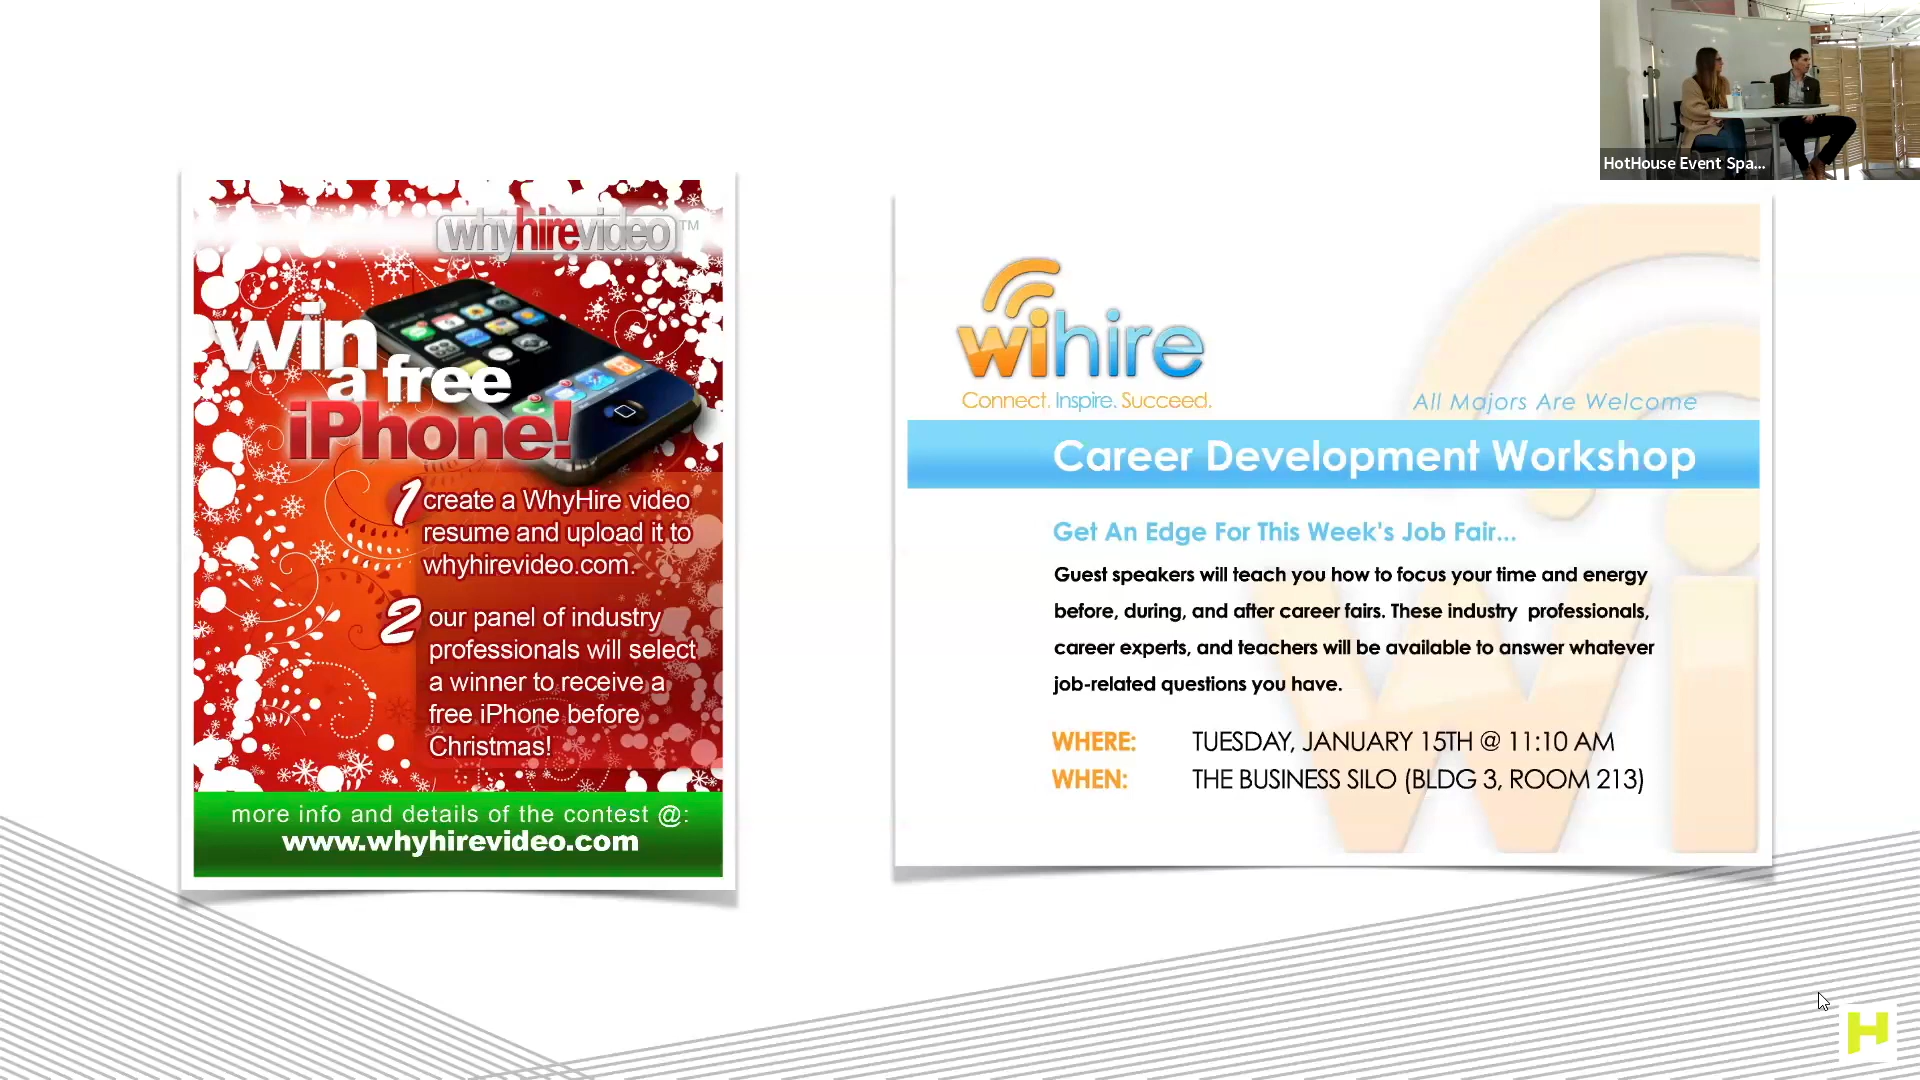 HotHouse Event Spa...
whyhirevideo™
win
a free
iPhone!
1 create a WhyHire video
resume and upload it to
whyhirevideo.com.
2 our panel of industry
professionals will select
a winner to receive a
free iPhone before
Christmas!
more info and details of the contest @:
www.whyhirevideo.com
wihire
Connect. Inspire. Succeed.
All Majors Are Welcome
Career Development Workshop
Get An Edge For This Week's Job Fair...
Guest speakers will teach you how to focus your time and energy
before, during, and after career fairs. These industry professionals,
career experts, and teachers will be available to answer whatever
job-related questions you have.
WHERE: TUESDAY, JANUARY 15TH @ 11:10 AM
WHEN: THE BUSINESS SILO (BLDG 3, ROOM 213)
wi
H